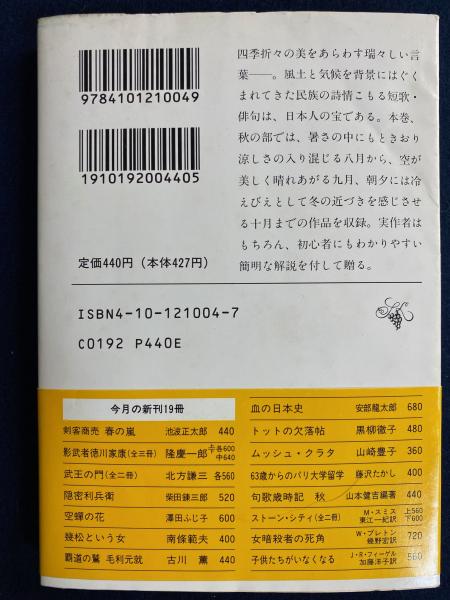 9784101210049
1910192004405
定価440円（本体427円）
ISBN4-10-121004-7
C0192 P440E
四季折々の美をあらわす瑞々しい言
葉――。風土と気候を背景にはぐく
まれてきた民族の詩情こもる短歌・
俳句は、日本人の宝である。本巻、
秋の部では、暑さの中にもときおり
涼しさの入り混じる八月から、空が
美しく晴れあがる九月、朝夕には冷
えびえとして冬の近づきを感じさせ
る十月までの作品を収録。実作者は
もちろん、初心者にもわかりやすい
簡明な解説を付して贈る。
今月の新刊19冊
剣客商売 春の嵐 池波正太郎 440
影武者徳川家康(全三冊) 隆慶一郎 上下各600 中640
武王の門(全二冊) 北方謙三 各560
隠密利兵衛 柴田錬三郎 520
空蟬の花 澤田ふじ子 600
幾松という女 南條範夫 400
覇道の鷲 毛利元就 古川薫 440
血の日本史 安部龍太郎 680
トットの欠落帖 黒柳徹子 480
ムッシュ・クラタ 山崎豊子 360
63歳からのパリ大学留学 藤沢たかし 400
句歌歳時記 秋 山本健吉編著 440
ストーン・シティ(全二冊) M・スミス 東江一紀訳 上560 下600
女暗殺者の死角 W・ブレトン 幾野宏訳 720
子供たちがいなくなる J・R・フィーゲル 加藤洋子訳 560